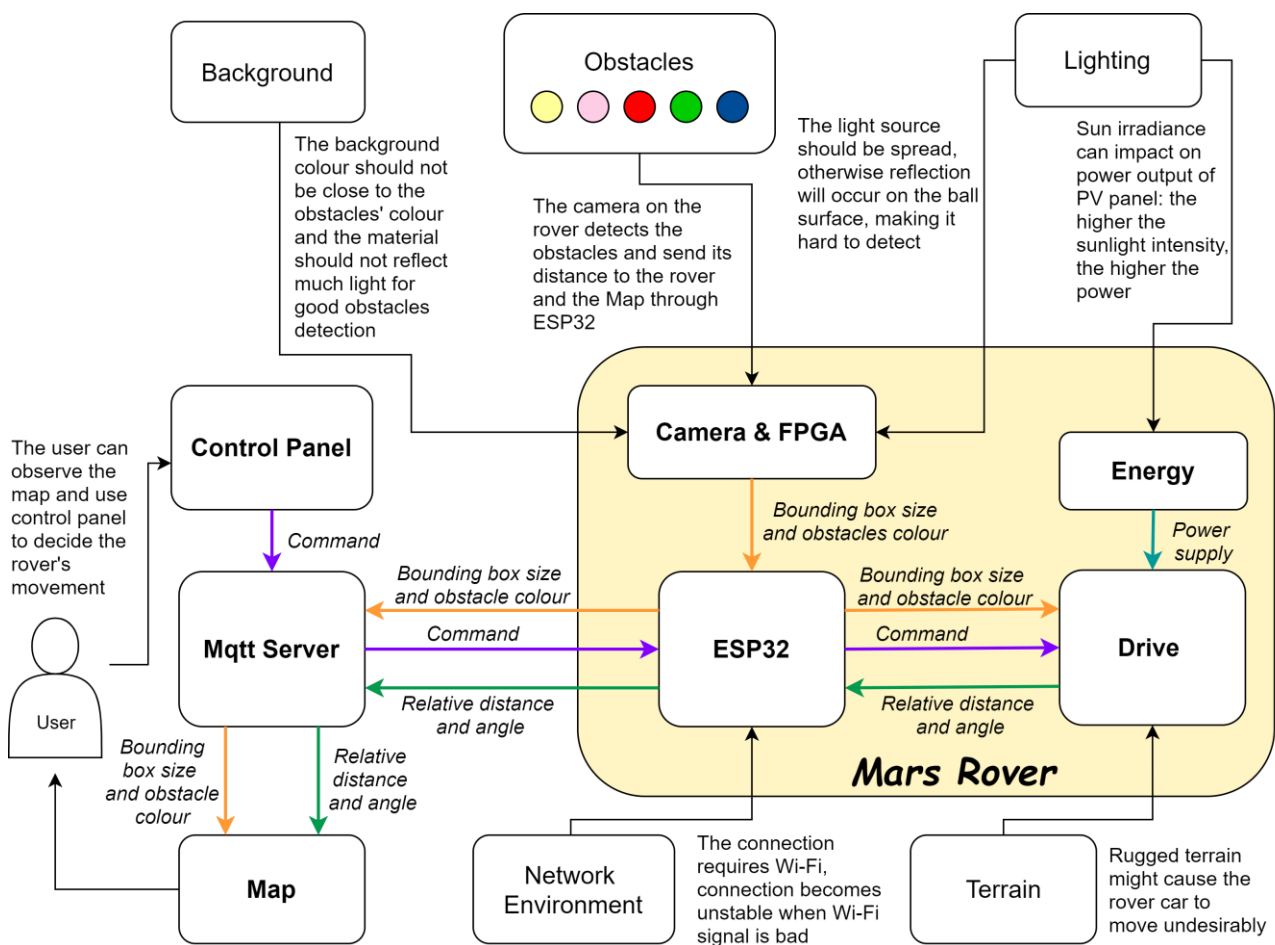 Background
Obstacles
Lighting
The background
colour should not
be close to the
obstacles' colour
and the material
should not reflect
much light for
good obstacles
detection
The camera on the
rover detects the
obstacles and send its
distance to the rover
and the Map through
ESP32
The light source
should be spread,
otherwise reflection
will occur on the ball
surface, making it
hard to detect
Sun irradiance
can impact on
power output of
PV panel: the
higher the
sunlight intensity,
the higher the
power
The user can
observe the
map and use
control panel
to decide the
rover's
movement
Control Panel
Camera & FPGA
Energy
Command
Bounding box size
and obstacles colour
Power
supply
Mqtt Server
Bounding box size
and obstacle colour
Command
Relative distance
and angle
ESP32
Bounding box size
and obstacle colour
Command
Relative distance
and angle
Drive
User
Bounding
box size
and obstacle
colour
Relative
distance
and angle
Mars Rover
Map
Network
Environment
The connection
requires Wi-Fi,
connection becomes
unstable when Wi-Fi
signal is bad
Terrain
Rugged terrain
might cause the
rover car to
move undesirably